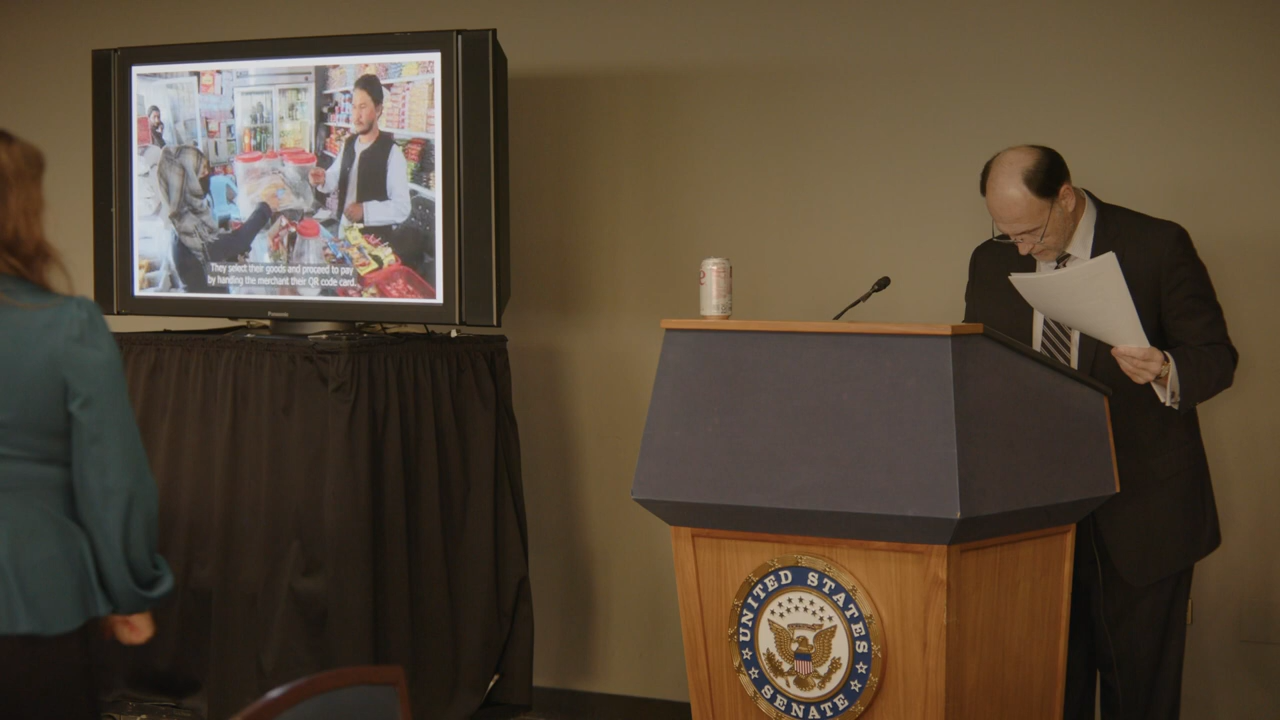 They select their goods and proceed to pay
by handing the merchant their QR code card.
Panasonic
UNITED STATES
SENATE